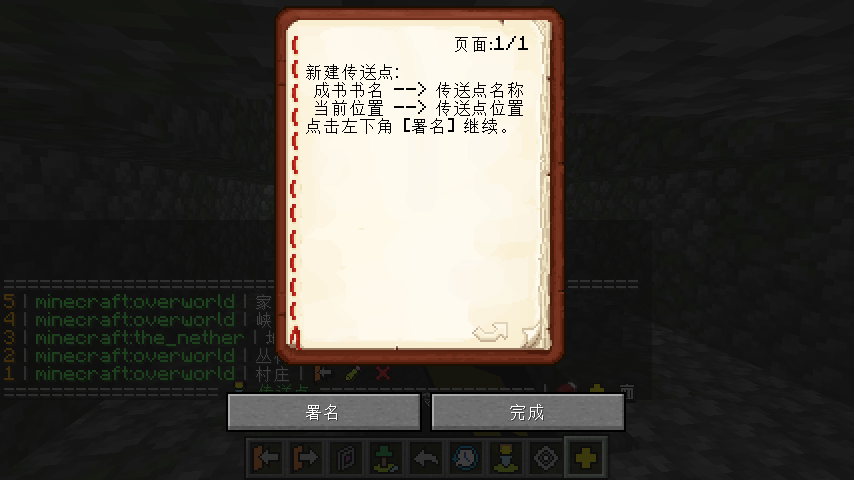 页面:1/1
新建传送点:
成书书名 --> 传送点名称
当前位置 --> 传送点位置
点击左下角【署名】继续。
5 | minecraft:overworld | 家
4 | minecraft:overworld |
3 | minecraft:the_nether |
2 | minecraft:overworld | 丛
1 | minecraft:overworld | 村庄 |
传送点
署名
完成